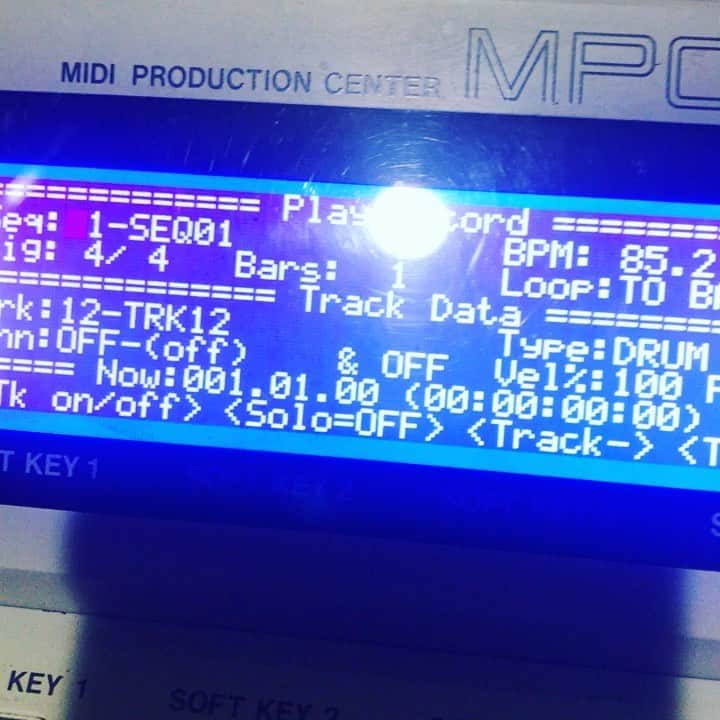 MIDI PRODUCTION CENTER MPC
============ Play ord ========
eq: 1-SEQ01 BPM: 85.2
ig: 4/ 4 Bars: 1 Loop:TO B
============= Track Data ========
rk:12-TRK12 Type:DRUM
hn:OFF-(off) & OFF Vel%:100
==== Now:001.01.00 (00:00:00:00)
Tk on/off> <Solo=OFF> <Track-> <T
T KEY 1
KEY 1 SOFT KEY 2